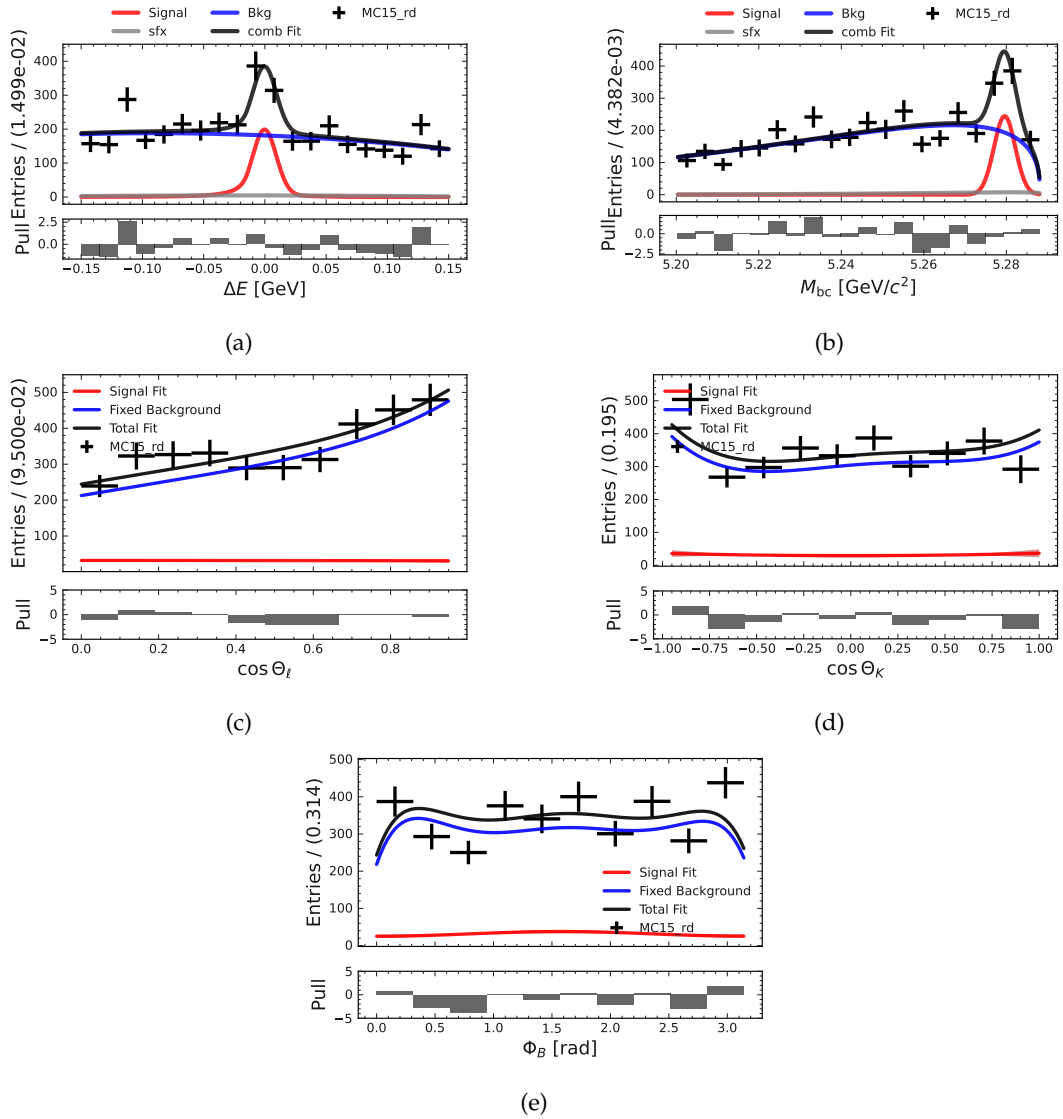 Signal Bkg MC15_rd
sfx comb Fit
Entries / (1.499e-02)
400
300
200
100
0
Pull
2.5
0.0
−0.15 −0.10 −0.05 0.00 0.05 0.10 0.15
ΔE [GeV]
(a)
Signal Bkg MC15_rd
sfx comb Fit
Entries / (4.382e-03)
400
300
200
100
0
Pull
0.0
−2.5
5.20 5.22 5.24 5.26 5.28
M_bc [GeV/c²]
(b)
Signal Fit
Fixed Background
Total Fit
MC15_rd
Entries / (9.500e-02)
500
400
300
200
100
Pull
5
0
−5
0.0 0.2 0.4 0.6 0.8
cos Θ_ℓ
(c)
Signal Fit
Fixed Background
Total Fit
MC15_rd
Entries / (0.195)
500
400
300
200
100
0
Pull
5
0
−5
−1.00 −0.75 −0.50 −0.25 0.00 0.25 0.50 0.75 1.00
cos Θ_K
(d)
Entries / (0.314)
500
400
300
200
100
0
Signal Fit
Fixed Background
Total Fit
MC15_rd
Pull
5
0
−5
0.0 0.5 1.0 1.5 2.0 2.5 3.0
Φ_B [rad]
(e)